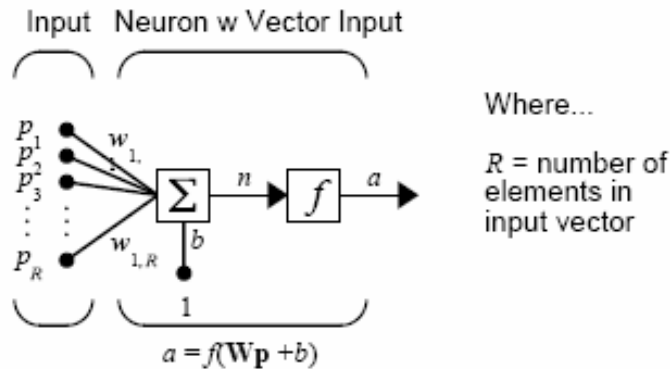 Input Neuron w Vector Input
Where...
R = number of
elements in
input vector
p1
p2
p3
pR
w1,1
w1,R
Σ
n
f
a
b
1
a = f(Wp +b)